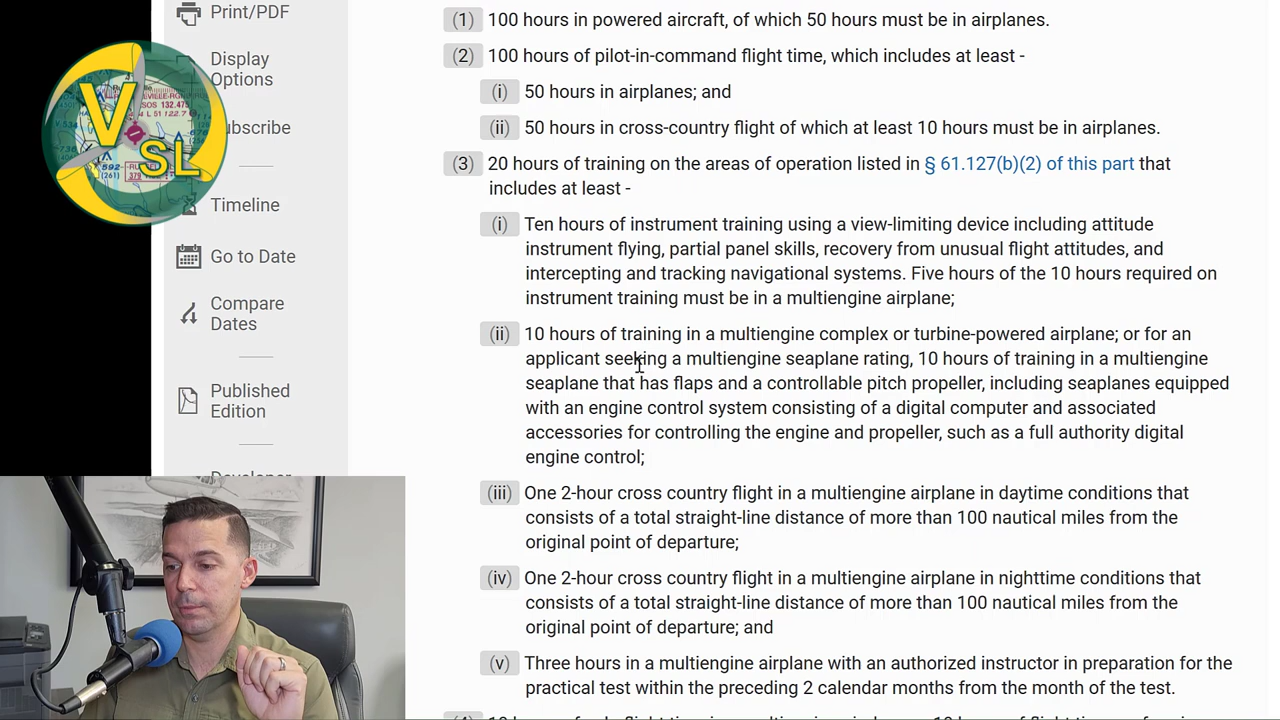 Print/PDF
Display
Options
ubscribe
Timeline
Go to Date
Compare
Dates
Published
Edition
V
SL
SOS 132.475
L 51 122.7
592
(261)
(1) 100 hours in powered aircraft, of which 50 hours must be in airplanes.
(2) 100 hours of pilot-in-command flight time, which includes at least -
(i) 50 hours in airplanes; and
(ii) 50 hours in cross-country flight of which at least 10 hours must be in airplanes.
(3) 20 hours of training on the areas of operation listed in § 61.127(b)(2) of this part that
includes at least -
(i) Ten hours of instrument training using a view-limiting device including attitude
instrument flying, partial panel skills, recovery from unusual flight attitudes, and
intercepting and tracking navigational systems. Five hours of the 10 hours required on
instrument training must be in a multiengine airplane;
(ii) 10 hours of training in a multiengine complex or turbine-powered airplane; or for an
applicant seeking a multiengine seaplane rating, 10 hours of training in a multiengine
seaplane that has flaps and a controllable pitch propeller, including seaplanes equipped
with an engine control system consisting of a digital computer and associated
accessories for controlling the engine and propeller, such as a full authority digital
engine control;
(iii) One 2-hour cross country flight in a multiengine airplane in daytime conditions that
consists of a total straight-line distance of more than 100 nautical miles from the
original point of departure;
(iv) One 2-hour cross country flight in a multiengine airplane in nighttime conditions that
consists of a total straight-line distance of more than 100 nautical miles from the
original point of departure; and
(v) Three hours in a multiengine airplane with an authorized instructor in preparation for the
practical test within the preceding 2 calendar months from the month of the test.